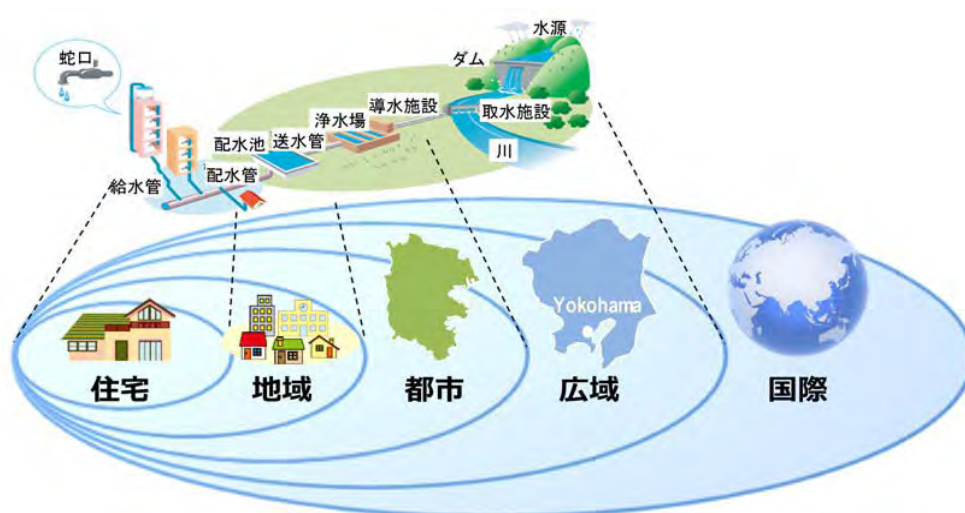 水源
ダム
蛇口
導水施設
取水施設
浄水場
配水池
送水管
川
配水管
給水管
Yokohama
住宅
地域
都市
広域
国際